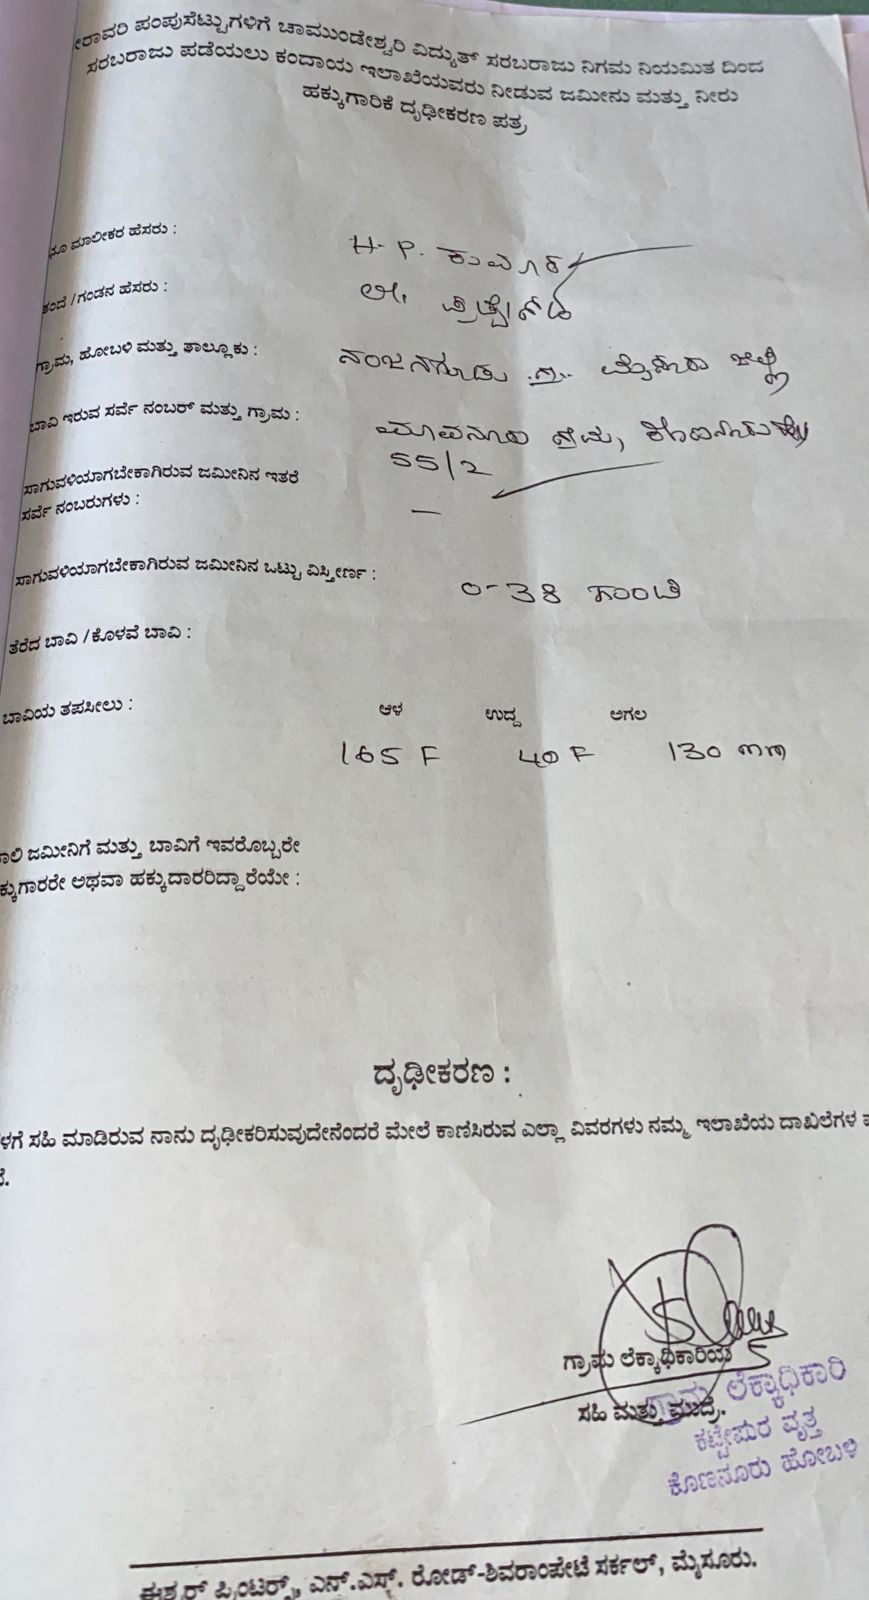 ೀರಾವರಿ ಪಂಪುಸೆಟ್ಟುಗಳಿಗೆ ಚಾಮುಂಡೇಶ್ವರಿ ವಿದ್ಯುತ್ ಸರಬರಾಜು ನಿಗಮ ನಿಯಮಿತ ದಿಂದ
ಸರಬರಾಜು ಪಡೆಯಲು ಕಂದಾಯ ಇಲಾಖೆಯವರು ನೀಡುವ ಜಮೀನು ಮತ್ತು ನೀರು
ಹಕ್ಕುಗಾರಿಕೆ ದೃಢೀಕರಣ ಪತ್ರ
ಭೂ ಮಾಲೀಕರ ಹೆಸರು : H. P. ಕುಮಾರ
ತಂದೆ /ಗಂಡನ ಹೆಸರು :
ಗ್ರಾಮ, ಹೋಬಳಿ ಮತ್ತು ತಾಲ್ಲೂಕು : ನಂಜನಗೂಡು ಮೈಸೂರು ಜಿಲ್ಲೆ
ಬಾವಿ ಇರುವ ಸರ್ವೆ ನಂಬರ್ ಮತ್ತು ಗ್ರಾಮ : ಗ್ರಾಮ,
55/2
ಸಾಗುವಳಿಯಾಗಬೇಕಾಗಿರುವ ಜಮೀನಿನ ಇತರೆ
ಸರ್ವೆ ನಂಬರುಗಳು : —
ಸಾಗುವಳಿಯಾಗಬೇಕಾಗಿರುವ ಜಮೀನಿನ ಒಟ್ಟು ವಿಸ್ತೀರ್ಣ : 0-38 ಗುಂಟೆ
ತೆರೆದ ಬಾವಿ /ಕೊಳವೆ ಬಾವಿ :
ಬಾವಿಯ ತಪಸೀಲು : ಆಳ ಉದ್ದ ಅಗಲ
165 F 40 F 130 mm
ಾಲಿ ಜಮೀನಿಗೆ ಮತ್ತು ಬಾವಿಗೆ ಇವರೊಬ್ಬರೇ
ಕ್ಕುಗಾರರೇ ಅಥವಾ ಹಕ್ಕುದಾರರಿದ್ದಾರೆಯೇ :
ದೃಢೀಕರಣ :
ಳಗೆ ಸಹಿ ಮಾಡಿರುವ ನಾನು ದೃಢೀಕರಿಸುವುದೇನೆಂದರೆ ಮೇಲೆ ಕಾಣಿಸಿರುವ ಎಲ್ಲಾ ವಿವರಗಳು ನಮ್ಮ ಇಲಾಖೆಯ ದಾಖಲೆಗಳ
ೆ.
ಗ್ರಾಮ ಲೆಕ್ಕಾಧಿಕಾರಿಯ
ಸಹಿ ಮತ್ತು ಮುದ್ರೆ.
ಗ್ರಾಮ ಲೆಕ್ಕಾಧಿಕಾರಿ
ಕಟ್ಟೇಪುರ ವೃತ್ತ
ಕೊಣನೂರು ಹೋಬಳಿ
ಈಶ್ವರ್ ಪ್ರಿಂಟರ್ಸ್, ಎನ್.ಎಸ್. ರೋಡ್-ಶಿವರಾಂಪೇಟೆ ಸರ್ಕಲ್, ಮೈಸೂರು.